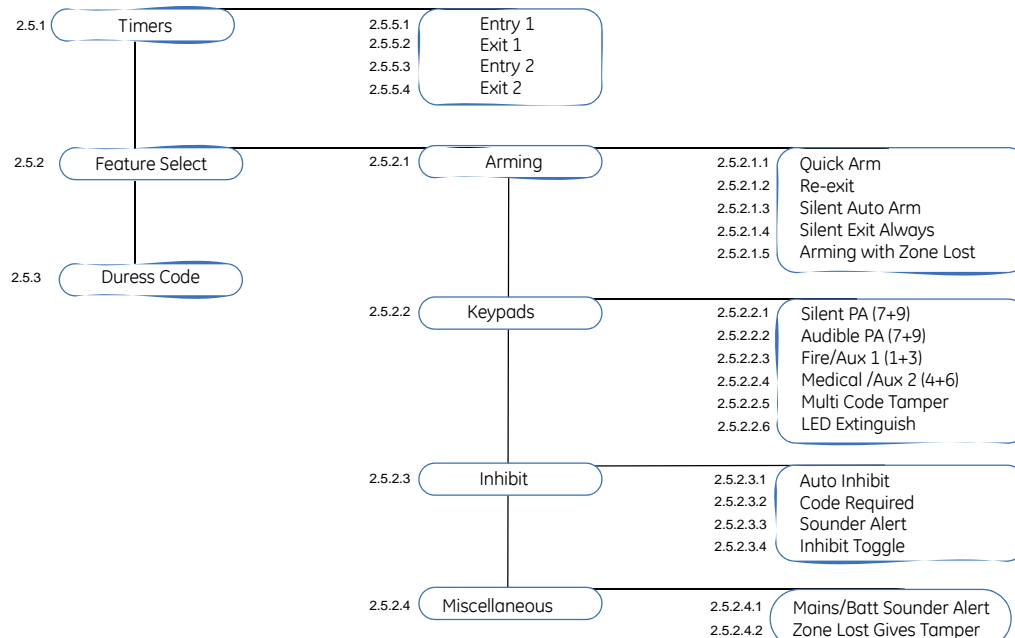 2.5.1 Timers
2.5.5.1 Entry 1
2.5.5.2 Exit 1
2.5.5.3 Entry 2
2.5.5.4 Exit 2
2.5.2 Feature Select
2.5.2.1 Arming
2.5.2.1.1 Quick Arm
2.5.2.1.2 Re-exit
2.5.2.1.3 Silent Auto Arm
2.5.2.1.4 Silent Exit Always
2.5.2.1.5 Arming with Zone Lost
2.5.3 Duress Code
2.5.2.2 Keypads
2.5.2.2.1 Silent PA (7+9)
2.5.2.2.2 Audible PA (7+9)
2.5.2.2.3 Fire/Aux 1 (1+3)
2.5.2.2.4 Medical /Aux 2 (4+6)
2.5.2.2.5 Multi Code Tamper
2.5.2.2.6 LED Extinguish
2.5.2.3 Inhibit
2.5.2.3.1 Auto Inhibit
2.5.2.3.2 Code Required
2.5.2.3.3 Sounder Alert
2.5.2.3.4 Inhibit Toggle
2.5.2.4 Miscellaneous
2.5.2.4.1 Mains/Batt Sounder Alert
2.5.2.4.2 Zone Lost Gives Tamper